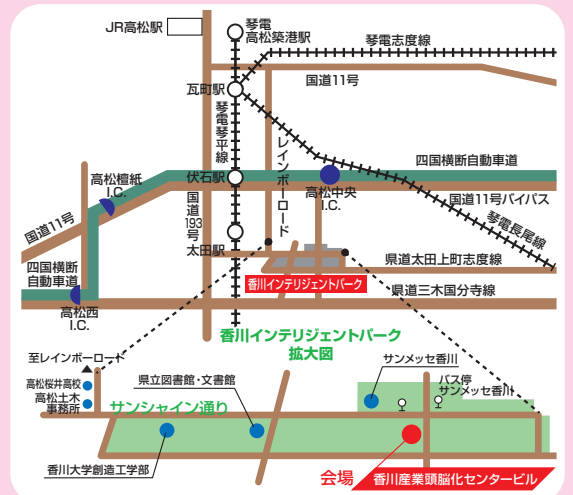 JR高松駅
琴電
高松築港駅
琴電志度線
国道11号
瓦町駅
琴電琴平線
レインボーロード
四国横断自動車道
高松檀紙
I.C.
伏石駅
高松中央
I.C.
国道11号バイパス
国道11号
国道193号
琴電長尾線
太田駅
県道太田上町志度線
四国横断
自動車道
香川インテリジェントパーク
県道三木国分寺線
高松西
I.C.
香川インテリジェントパーク
拡大図
至レインボーロード
サンメッセ香川
高松桜井高校
県立図書館・文書館
バス停
サンメッセ香川
高松土木
事務所
サンシャイン通り
香川大学創造工学部
会場
香川産業頭脳化センタービル